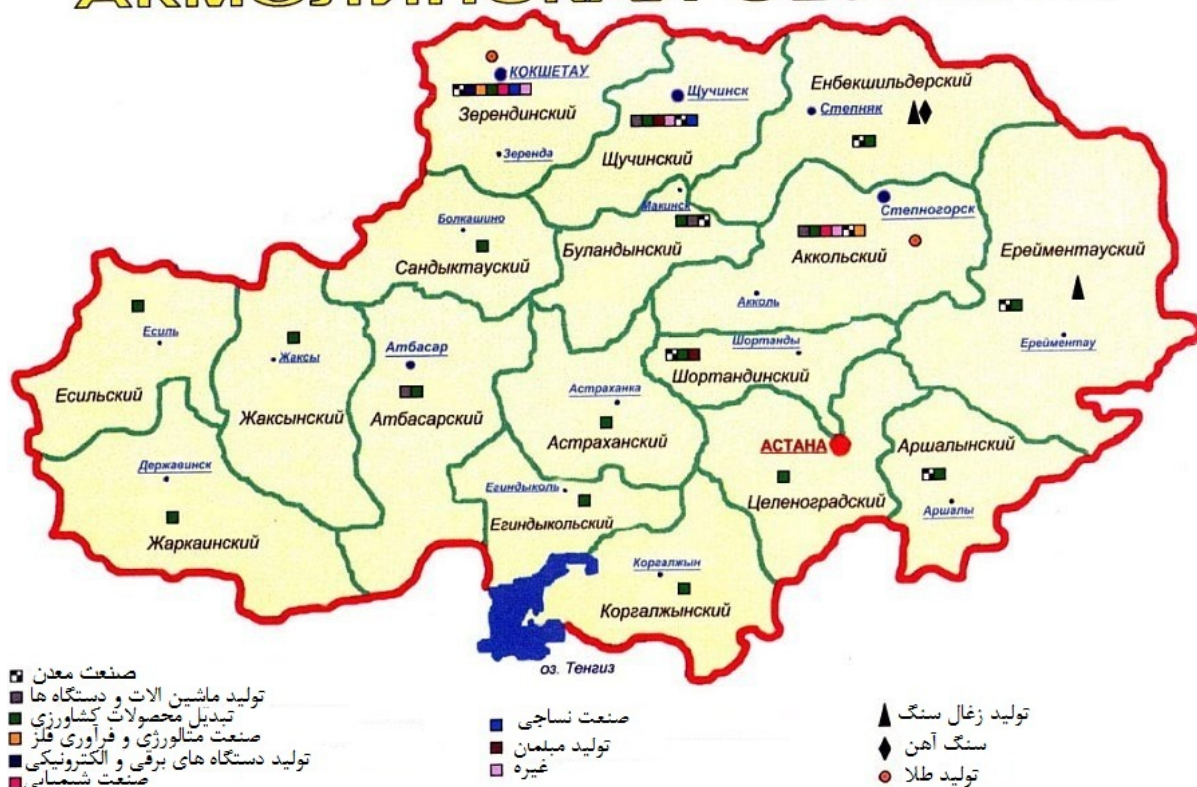 КОКШЕТАУ
Зерендинский
Зеренда
Щучинск
Щучинский
Енбекшильдерский
Степняк
Макинск
Буландынский
Болкашино
Сандыктауский
Степногорск
Аккольский
Акколь
Ерейментауский
Ерейментау
Есиль
Есильский
Жаксы
Жаксынский
Атбасар
Атбасарский
Астраханка
Астраханский
Шортанды
Шортандинский
АСТАНА
Целеноградский
Аршалынский
Аршалы
Державинск
Жаркаинский
Егиндыколь
Егиндыкольский
Коргалжын
Коргалжынский
оз. Тенгиз
صنعت معدن
تولید ماشین الات و دستگاه ها
تبدیل محصولات کشاورزی
صنعت متالورژی و فرآوری فلز
تولید دستگاه های برقی و الکترونیکی
صنعت شیمیایی
صنعت نساجی
تولید مبلمان
غیره
تولید زغال سنگ
سنگ آهن
تولید طلا